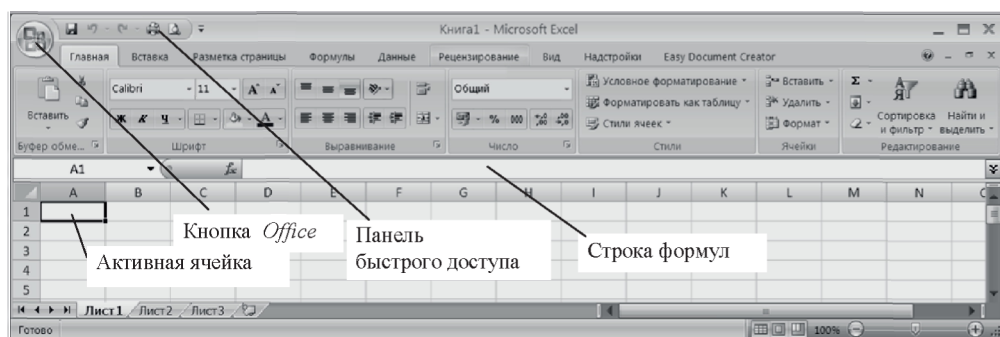 Книга1 - Microsoft Excel
Главная Вставка Разметка страницы Формулы Данные Рецензирование Вид Надстройки Easy Document Creator
Calibri 11 Общий Условное форматирование Вставить Σ
Вставить Форматировать как таблицу Удалить Сортировка и фильтр Найти и выделить
Ж К Ч % 000 Стили ячеек Формат
Буфер обме... Шрифт Выравнивание Число Стили Ячейки Редактирование
A1 fx
A B C D E F G H I J K L M N
1
2
Кнопка Office
Панель быстрого доступа
Строка формул
3
Активная ячейка
4
5
Лист1 Лист2 Лист3
Готово 100%